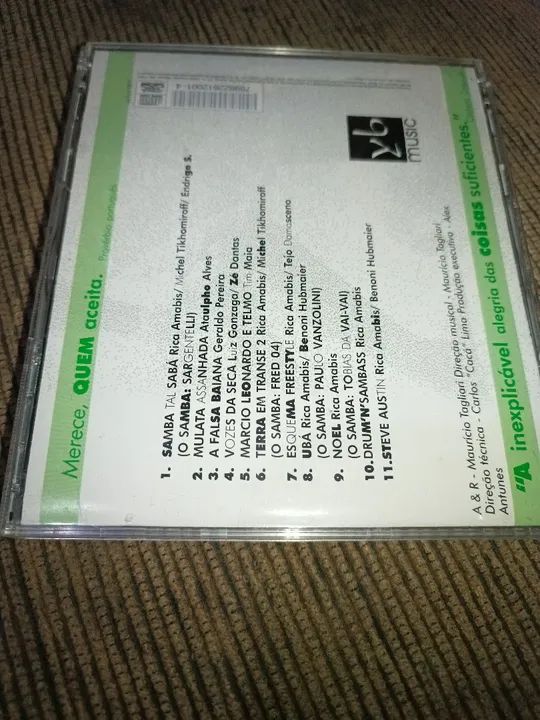 Merece, QUEM aceita. Provérbio português
1. SAMBA TAL SABÁ Rica Amabis/ Michel Tikhomiroff/ Endrigo S.
(O SAMBA: SARGENTELLI)
2. MULATA ASSANHADA Ataulpho Alves
3. A FALSA BAIANA Geraldo Pereira
4. VOZES DA SECA Luiz Gonzaga/ Zé Dantas
5. MARCIO LEONARDO E TELMO Tim Maia
6. TERRA EM TRANSE 2 Rica Amabis/ Michel Tikhomiroff
(O SAMBA: FRED 04)
7. ESQUEMA FREESTYLE Rica Amabis/ Tejo Damasceno
8. UBÁ Rica Amabis/ Benoni Hubmaier
(O SAMBA: PAULO VANZOLINI)
9. NOEL Rica Amabis
(O SAMBA: TOBIAS DA VAI-VAI)
10. DRUM'N'SAMBASS Rica Amabis
11. STEVE AUSTIN Rica Amabis/ Benoni Hubmaier
yb
music
A & R - Maurício Tagliari Direção musical - Maurício Tagliari
Direção técnica - Carlos "Cacá" Lima Produção executiva - Alex
Antunes
"A inexplicável alegria das coisas suficientes."